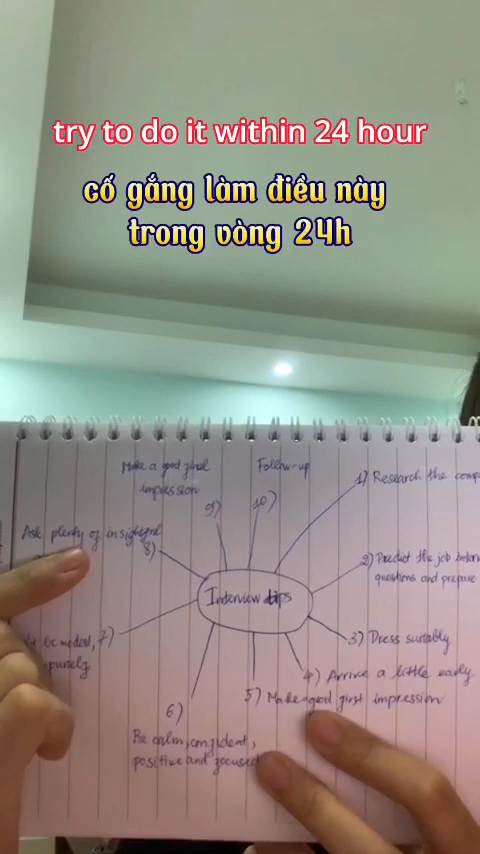 try to do it within 24 hour
cố gắng làm điều này
trong vòng 24h
Make a good final
impression
9)
Follow-up
10)
1) Research the
Ask plenty of insightful
8)
Interview tips
2) Predict the job
questions and prepare
3) Dress suitably
4) Arrive a little early
5) Make a good first impression
6)
Be calm, confident,
positive and focused
be modest, 7)